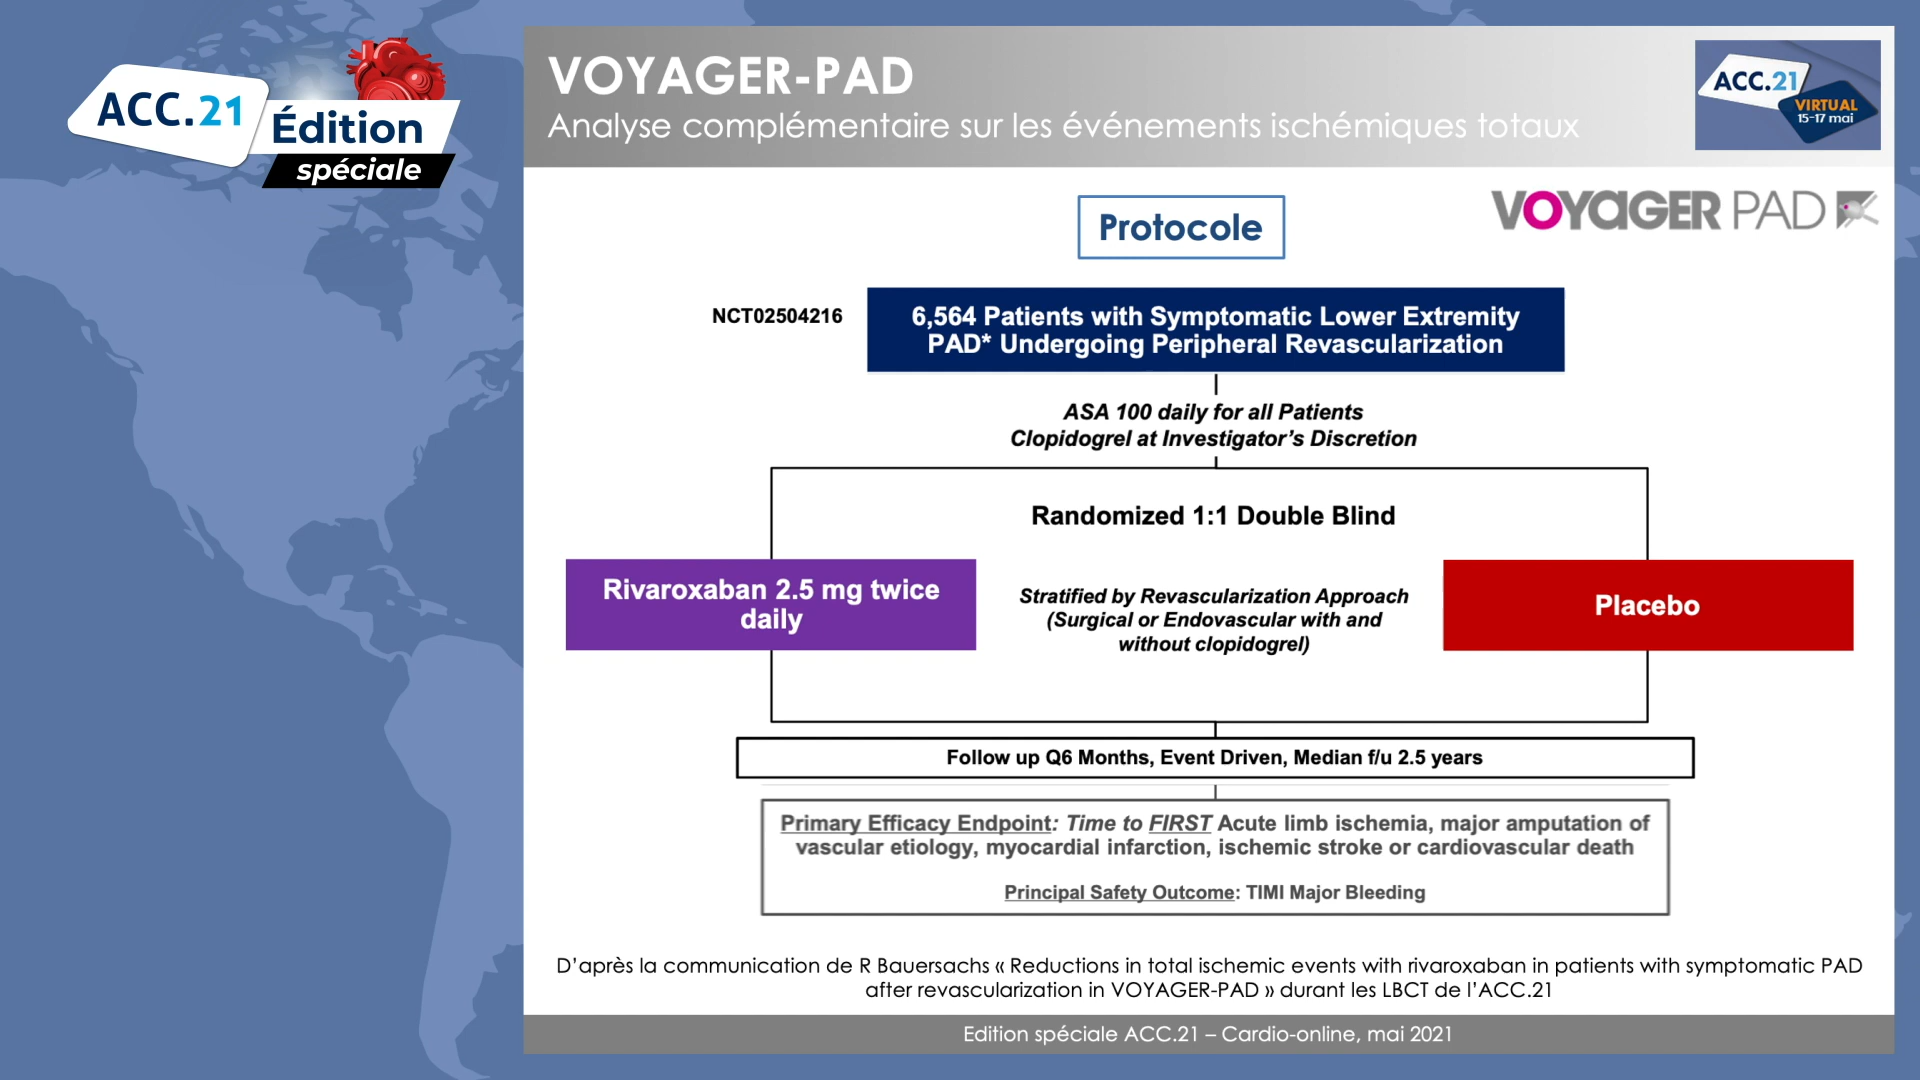 ACC.21
Édition
spéciale
VOYAGER-PAD
Analyse complémentaire sur les événements ischémiques totaux
ACC.21
VIRTUAL
15-17 mai
Protocole
VOYAGER PAD
NCT02504216
6,564 Patients with Symptomatic Lower Extremity
PAD* Undergoing Peripheral Revascularization
ASA 100 daily for all Patients
Clopidogrel at Investigator's Discretion
Randomized 1:1 Double Blind
Rivaroxaban 2.5 mg twice
daily
Stratified by Revascularization Approach
(Surgical or Endovascular with and
without clopidogrel)
Placebo
Follow up Q6 Months, Event Driven, Median f/u 2.5 years
Primary Efficacy Endpoint: Time to FIRST Acute limb ischemia, major amputation of
vascular etiology, myocardial infarction, ischemic stroke or cardiovascular death
Principal Safety Outcome: TIMI Major Bleeding
D'après la communication de R Bauersachs « Reductions in total ischemic events with rivaroxaban in patients with symptomatic PAD
after revascularization in VOYAGER-PAD » durant les LBCT de l'ACC.21
Edition spéciale ACC.21 – Cardio-online, mai 2021